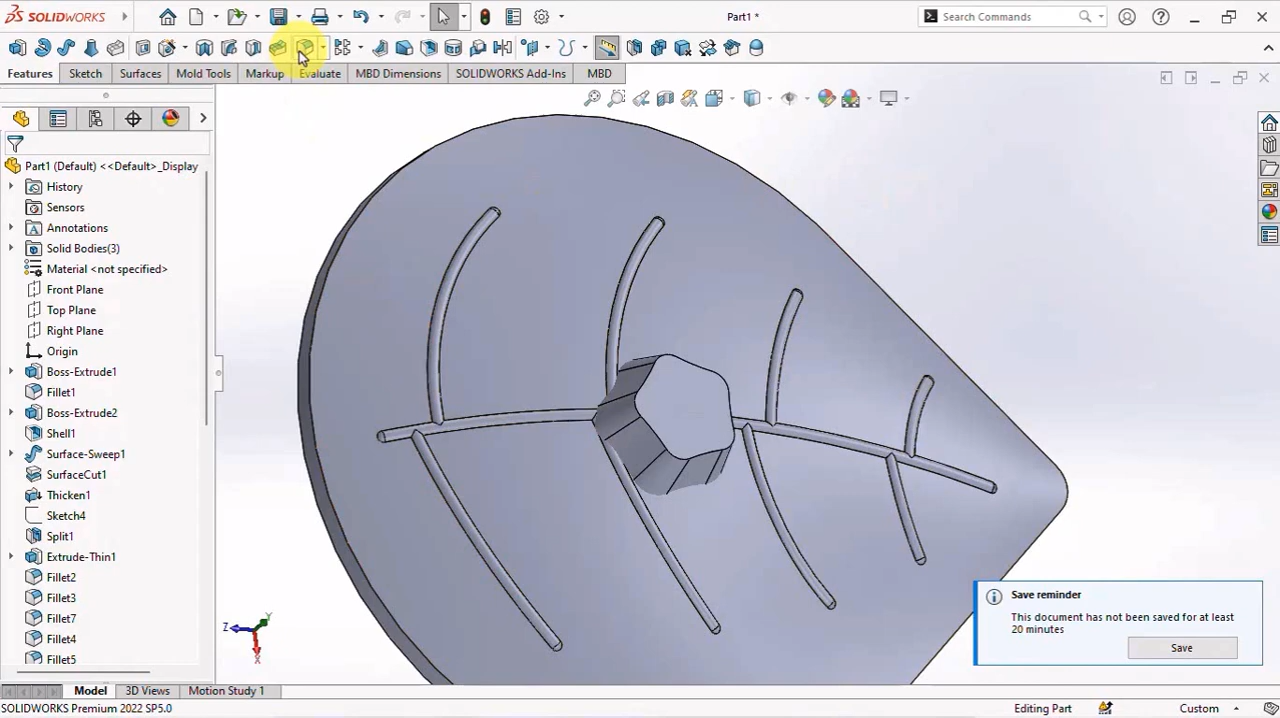 SOLIDWORKS
Part1 *
Search Commands
Features
Sketch
Surfaces
Mold Tools
Markup
Evaluate
MBD Dimensions
SOLIDWORKS Add-Ins
MBD
Part1 (Default) <<Default>_Display
History
Sensors
Annotations
Solid Bodies(3)
Material <not specified>
Front Plane
Top Plane
Right Plane
Origin
Boss-Extrude1
Fillet1
Boss-Extrude2
Shell1
Surface-Sweep1
SurfaceCut1
Thicken1
Sketch4
Split1
Extrude-Thin1
Fillet2
Fillet3
Fillet7
Fillet4
Fillet5
Y
Z
X
Save reminder
This document has not been saved for at least
20 minutes
Save
Model
3D Views
Motion Study 1
SOLIDWORKS Premium 2022 SP5.0
Editing Part
Custom